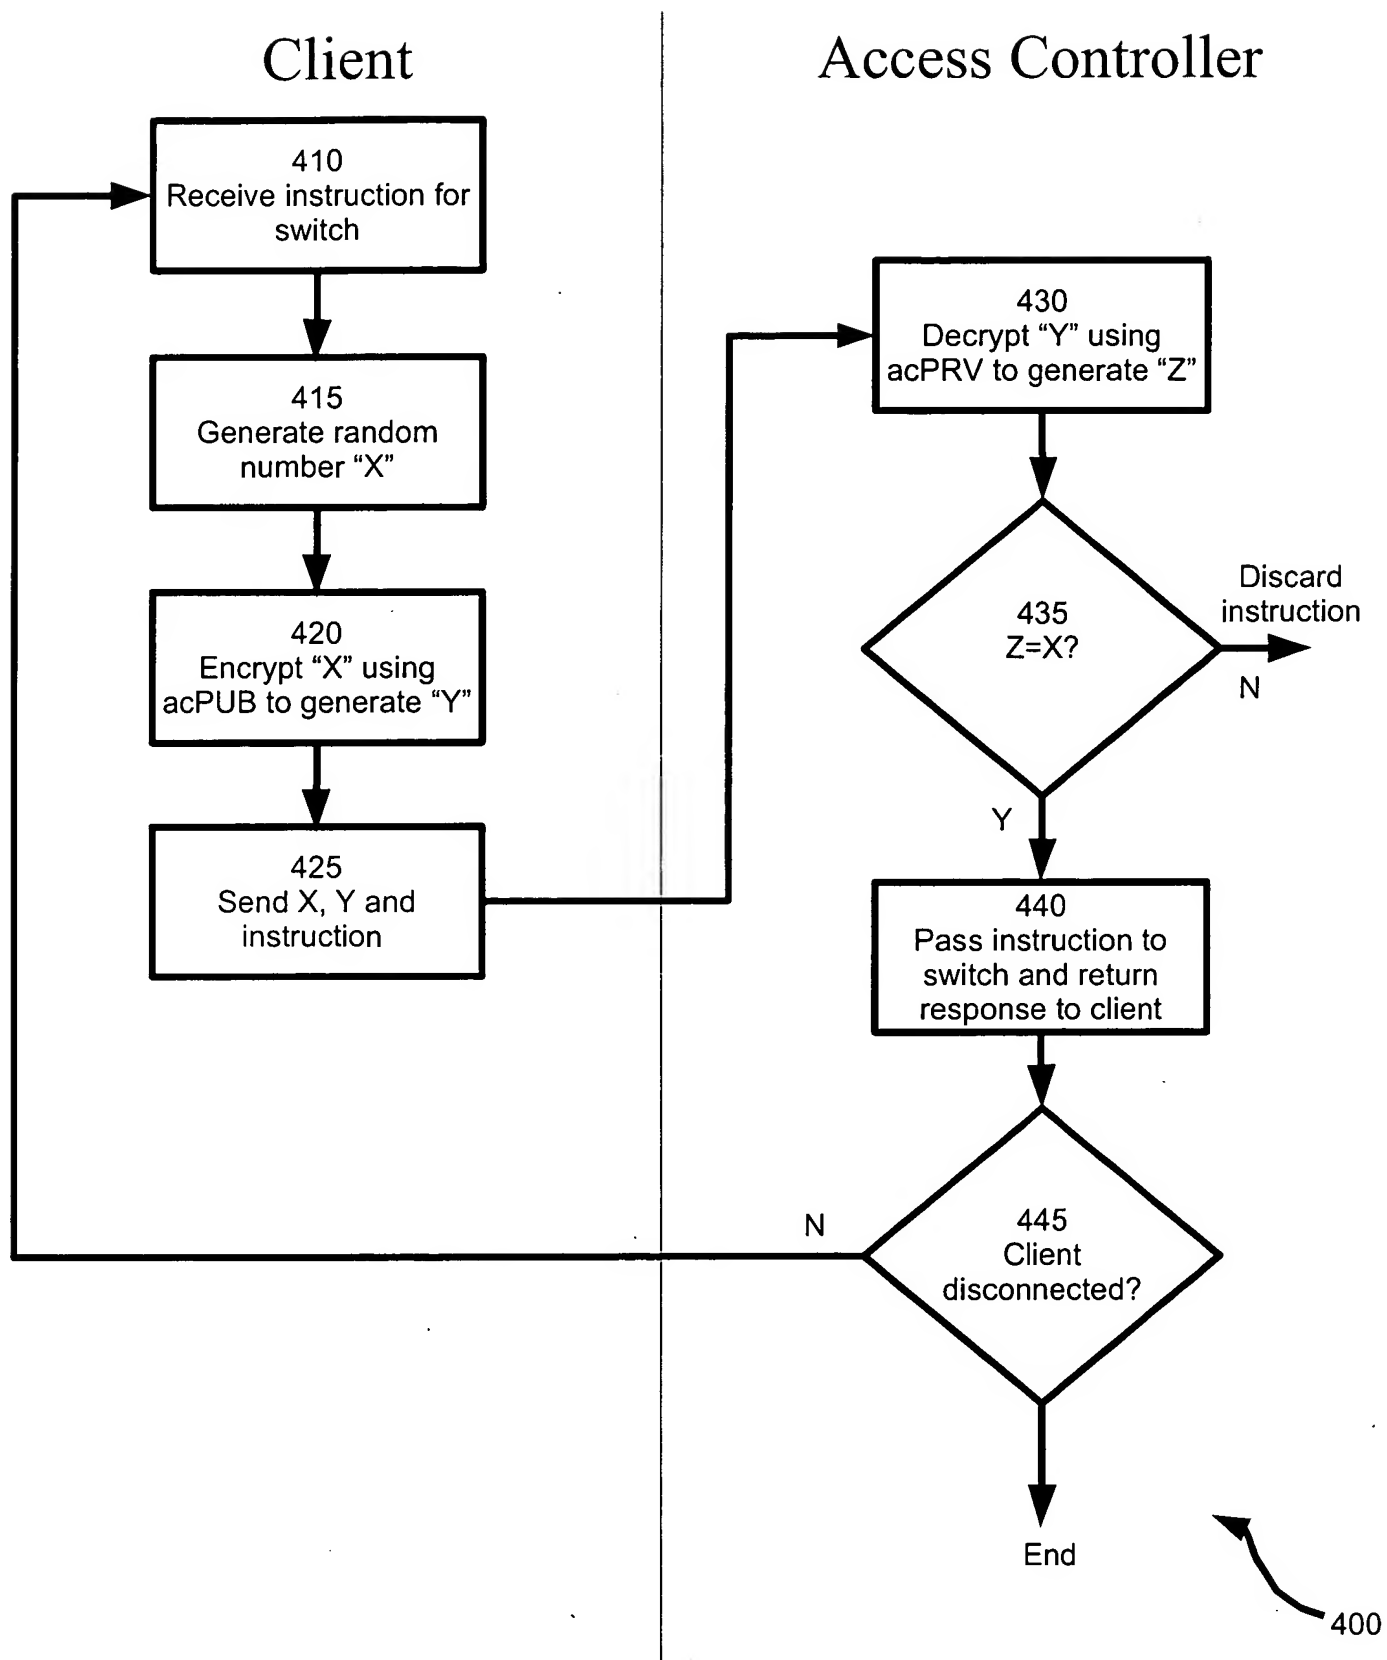 Client
410
Receive instruction for
switch
415
Generate random
number “X”
420
Encrypt “X” using
acPUB to generate “Y”
425
Send X, Y and
instruction
Access Controller
430
Decrypt “Y” using
acPRV to generate “Z”
435
Z=X?
Discard
instruction
N
Y
440
Pass instruction to
switch and return
response to client
445
Client
disconnected?
N
End
400